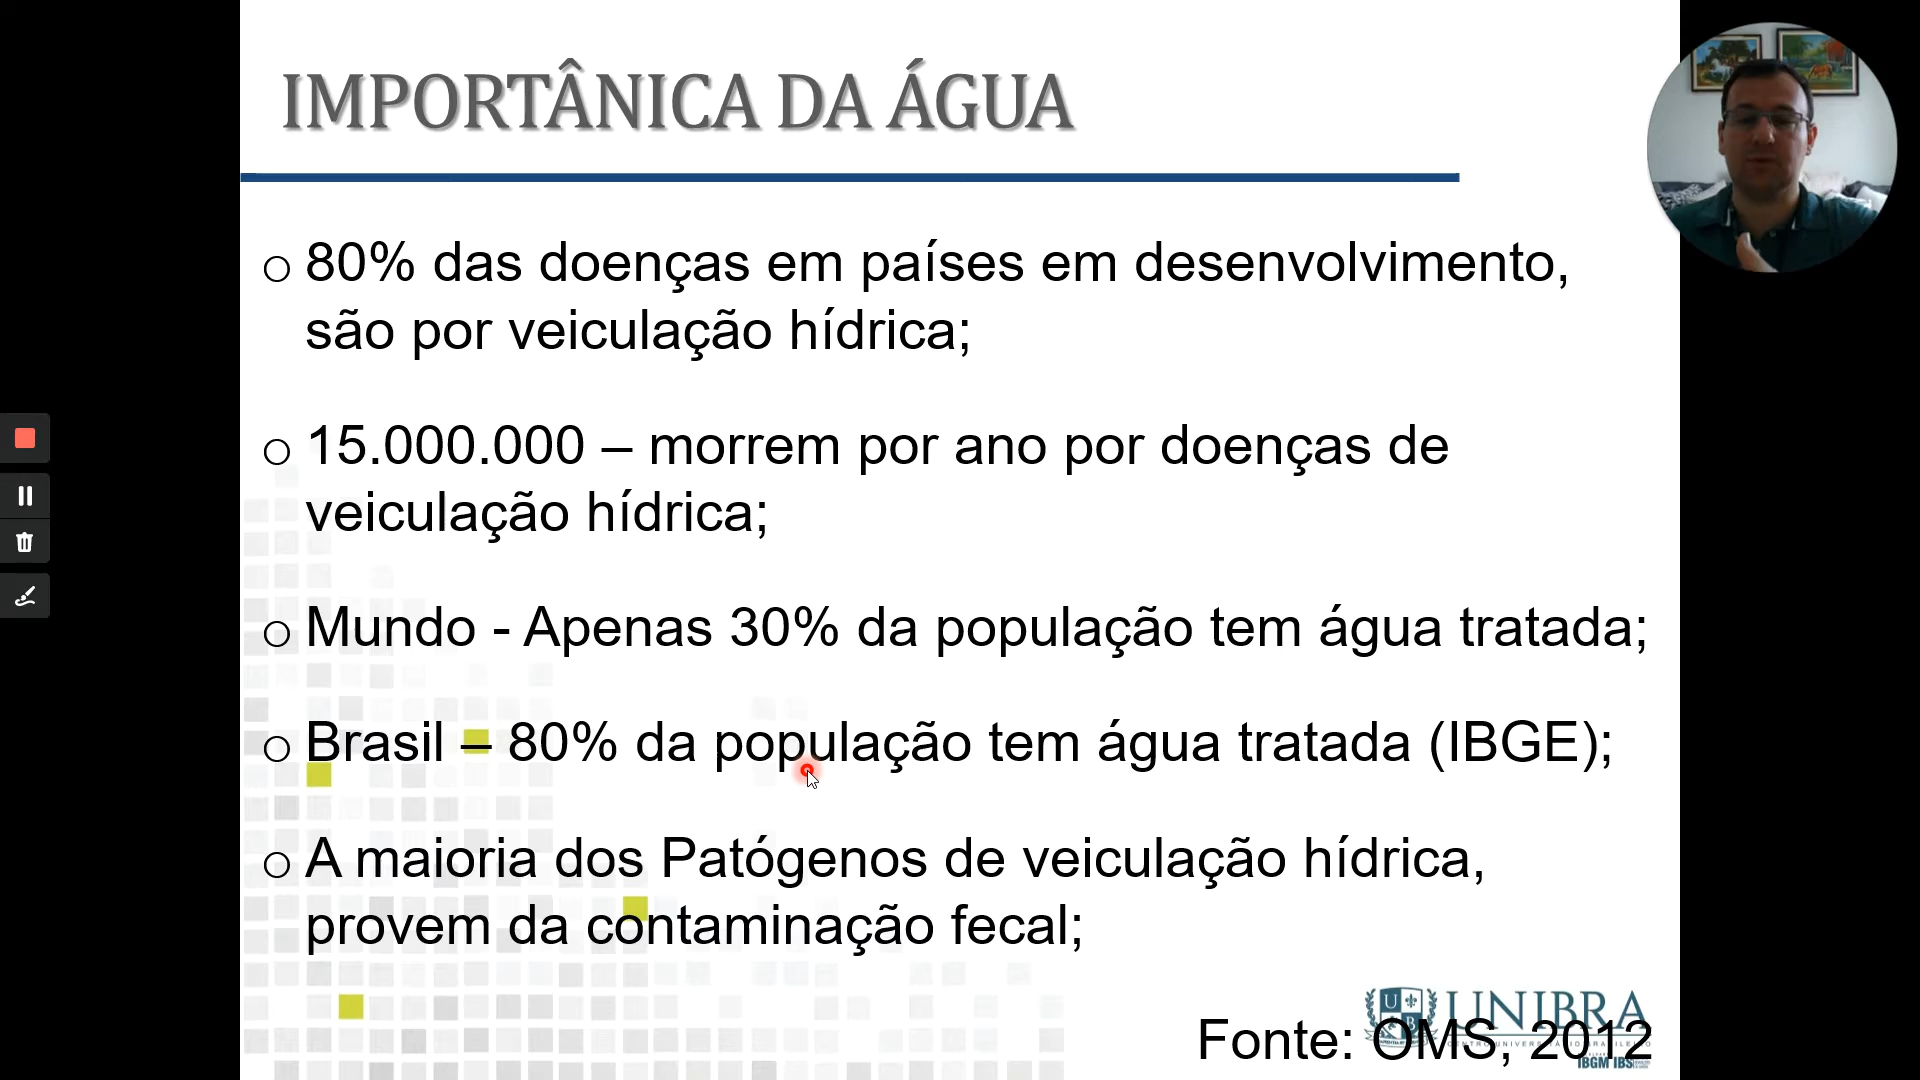 IMPORTÂNICA DA ÁGUA
80% das doenças em países em desenvolvimento,
são por veiculação hídrica;
15.000.000 – morrem por ano por doenças de
veiculação hídrica;
Mundo - Apenas 30% da população tem água tratada;
Brasil – 80% da população tem água tratada (IBGE);
A maioria dos Patógenos de veiculação hídrica,
provem da contaminação fecal;
UNIBRA
Fonte: OMS, 2012
IBGM IBS